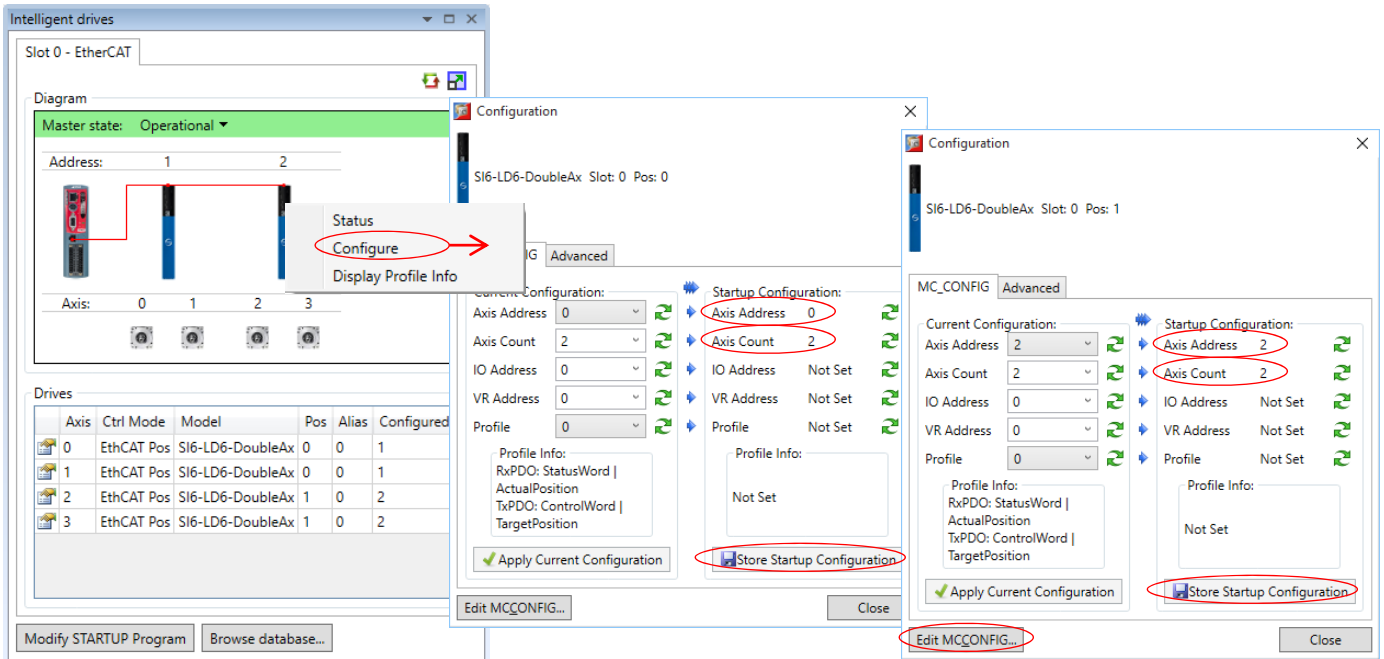 Intelligent drives
Slot 0 - EtherCAT
Diagram
Master state: Operational
Address: 1 2
Axis: 0 1 2 3
Drives
Axis Ctrl Mode Model Pos Alias Configured
0 EthCAT Pos SI6-LD6-DoubleAx 0 0 1
1 EthCAT Pos SI6-LD6-DoubleAx 0 0 1
2 EthCAT Pos SI6-LD6-DoubleAx 1 0 2
3 EthCAT Pos SI6-LD6-DoubleAx 1 0 2
Modify STARTUP Program Browse database...
Status
Configure
Display Profile Info
Configuration
SI6-LD6-DoubleAx Slot: 0 Pos: 0
IG Advanced
Current Configuration: Startup Configuration:
Axis Address 0 Axis Address 0
Axis Count 2 Axis Count 2
IO Address 0 IO Address Not Set
VR Address 0 VR Address Not Set
Profile 0 Profile Not Set
Profile Info: Profile Info:
RxPDO: StatusWord |
ActualPosition
TxPDO: ControlWord |
TargetPosition
Not Set
Apply Current Configuration Store Startup Configuration
Edit MCCONFIG... Close
Configuration
SI6-LD6-DoubleAx Slot: 0 Pos: 1
MC_CONFIG Advanced
Current Configuration: Startup Configuration:
Axis Address 2 Axis Address 2
Axis Count 2 Axis Count 2
IO Address 0 IO Address Not Set
VR Address 0 VR Address Not Set
Profile 0 Profile Not Set
Profile Info: Profile Info:
RxPDO: StatusWord |
ActualPosition
TxPDO: ControlWord |
TargetPosition
Not Set
Apply Current Configuration Store Startup Configuration
Edit MCCONFIG... Close